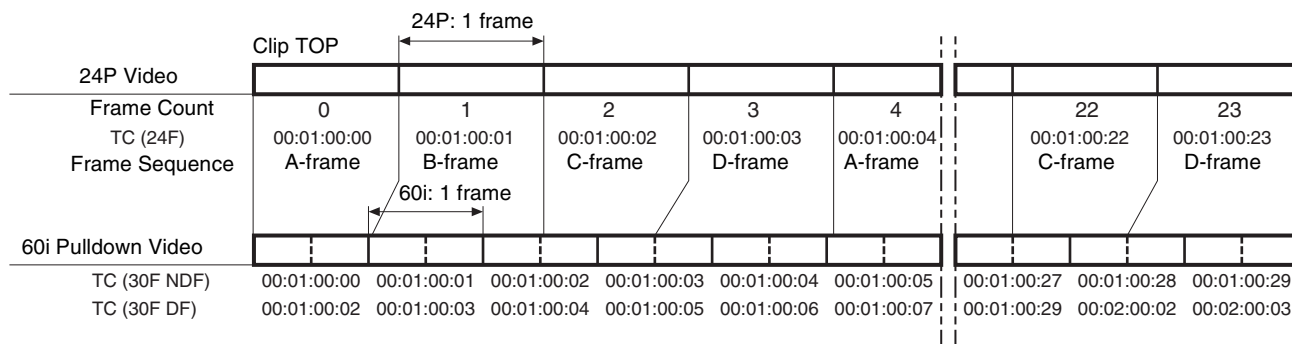 24P: 1 frame
Clip TOP
24P Video
Frame Count 0 1 2 3 4 22 23
TC (24F) 00:01:00:00 00:01:00:01 00:01:00:02 00:01:00:03 00:01:00:04 00:01:00:22 00:01:00:23
Frame Sequence A-frame B-frame C-frame D-frame A-frame C-frame D-frame
60i: 1 frame
60i Pulldown Video
TC (30F NDF) 00:01:00:00 00:01:00:01 00:01:00:02 00:01:00:03 00:01:00:04 00:01:00:05 00:01:00:27 00:01:00:28 00:01:00:29
TC (30F DF) 00:01:00:02 00:01:00:03 00:01:00:04 00:01:00:05 00:01:00:06 00:01:00:07 00:01:00:29 00:02:00:02 00:02:00:03